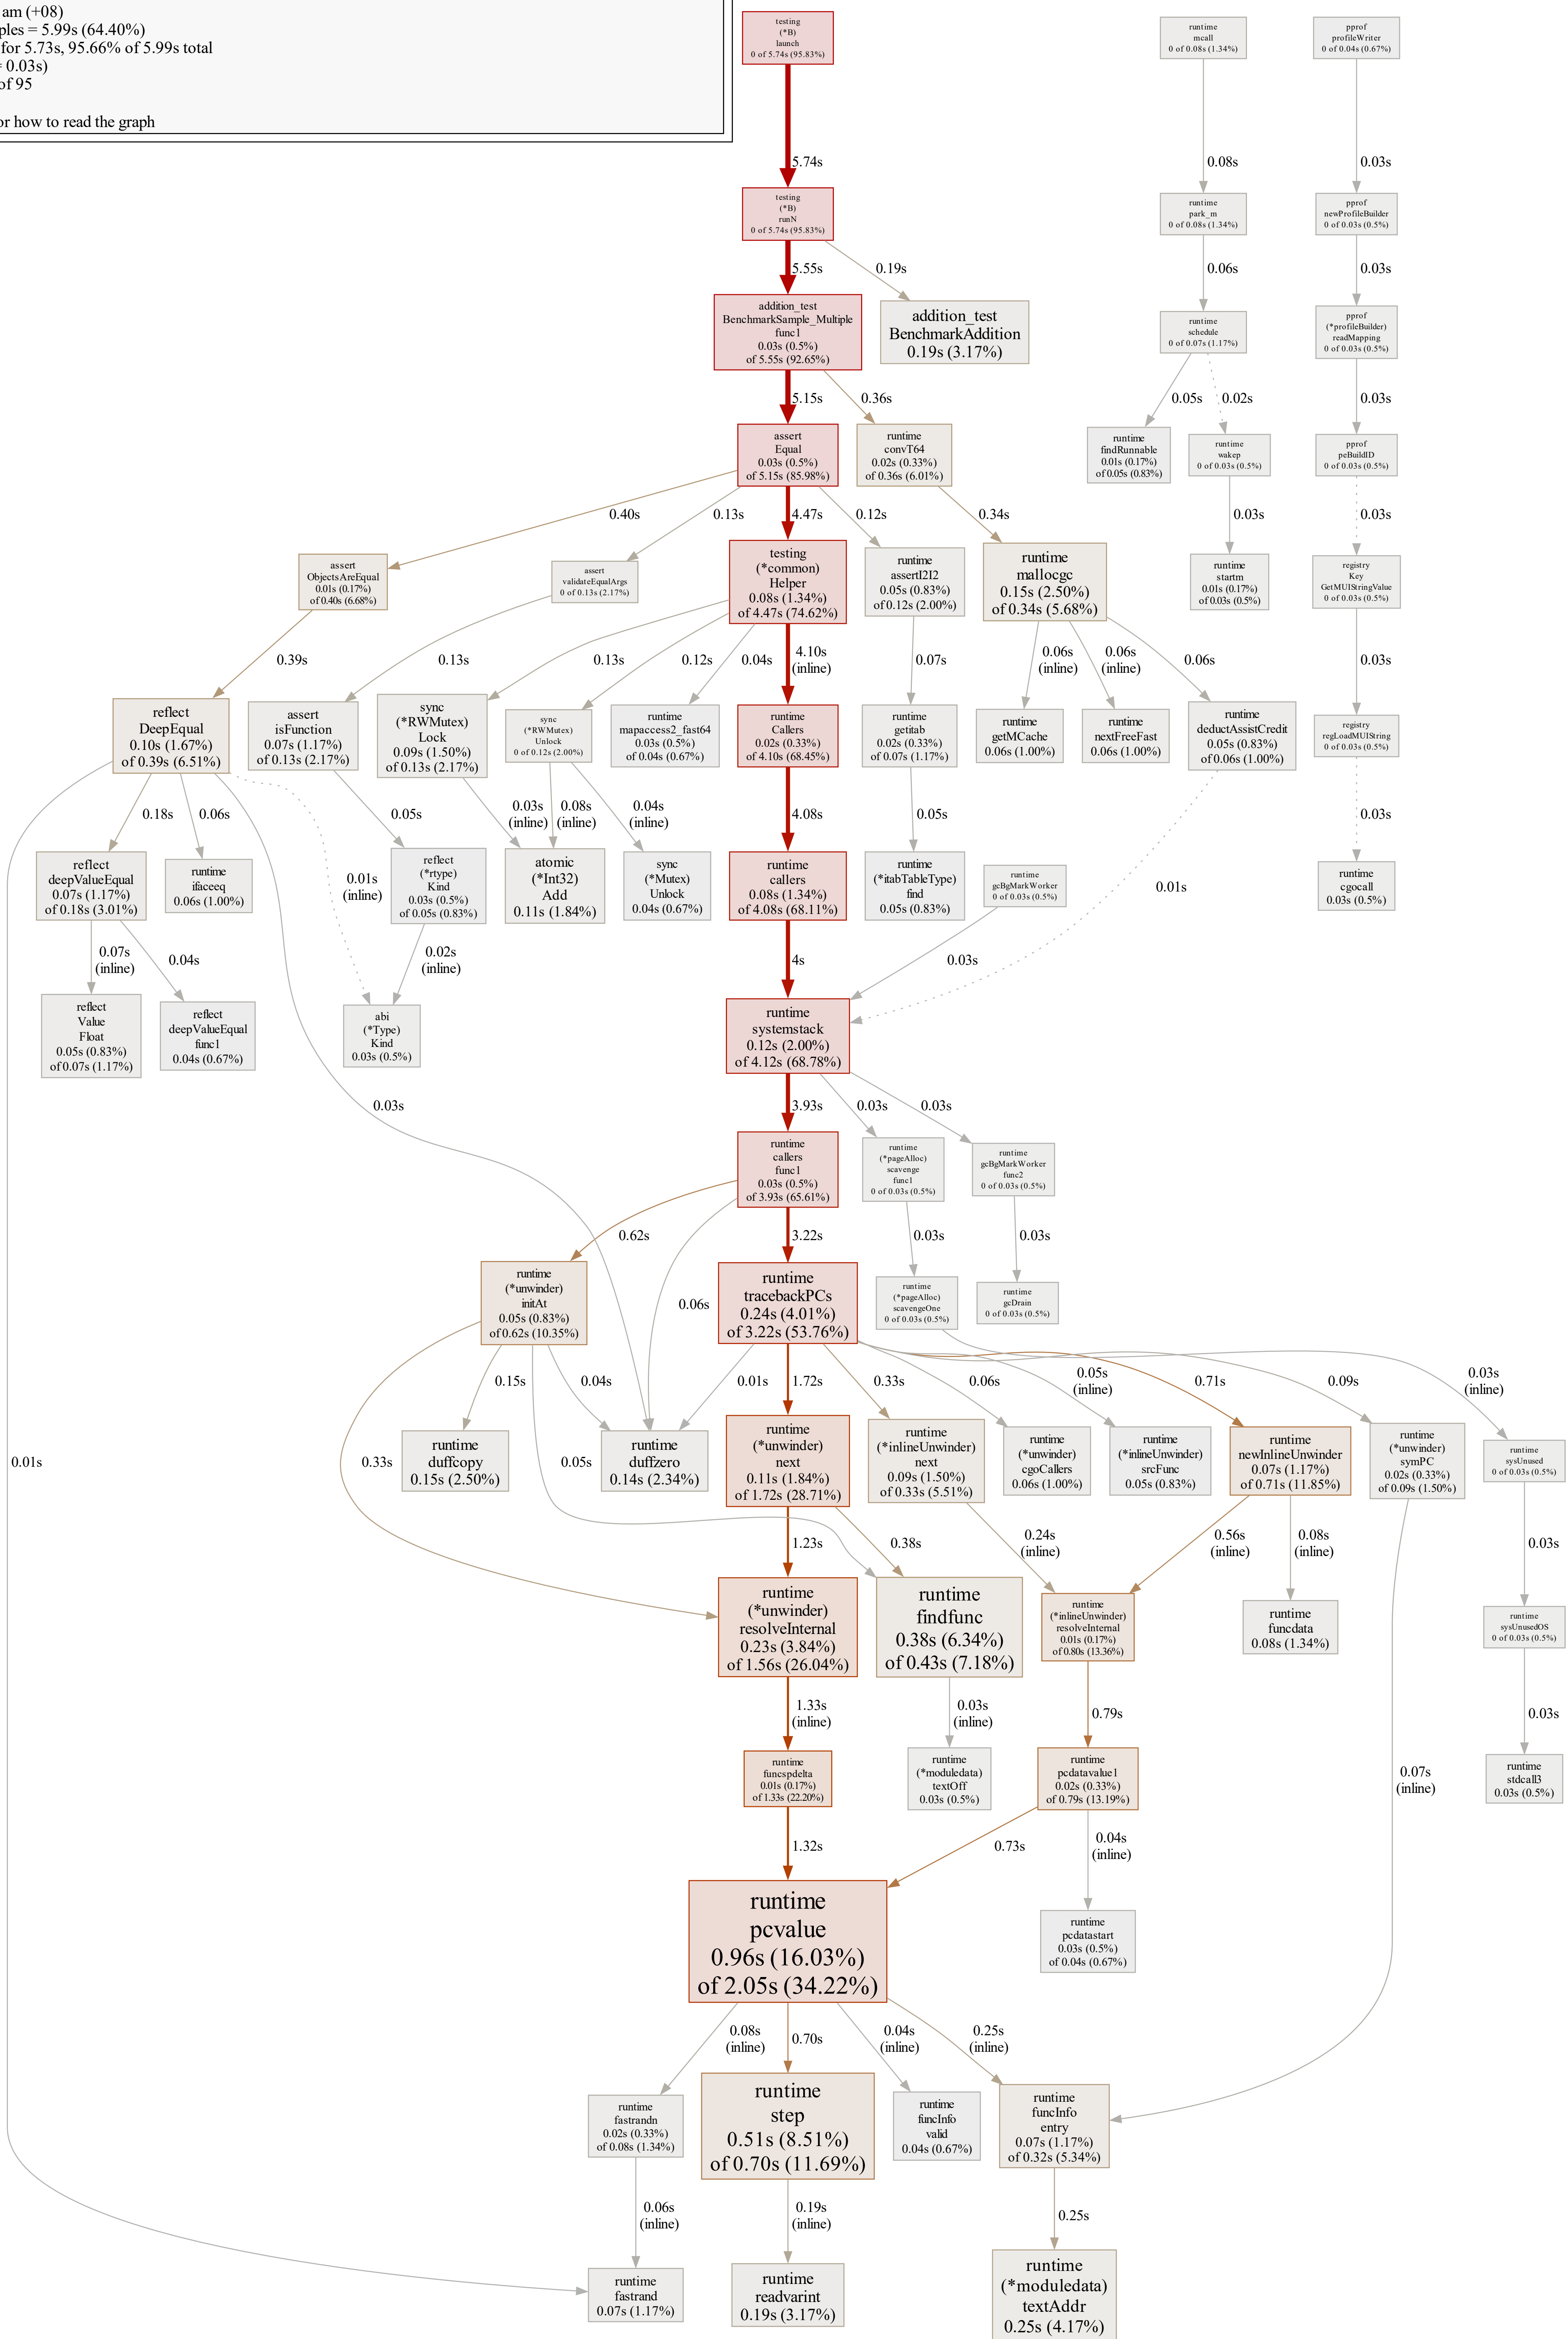 am (+08)
ples = 5.99s (64.40%)
for 5.73s, 95.66% of 5.99s total
= 0.03s)
of 95
or how to read the graph
testing
(*B)
launch
0 of 5.74s (95.83%)
runtime
mcall
0 of 0.08s (1.34%)
pprof
profileWriter
0 of 0.04s (0.67%)
5.74s
0.08s
0.03s
testing
(*B)
runN
0 of 5.74s (95.83%)
runtime
park_m
0 of 0.08s (1.34%)
pprof
newProfileBuilder
0 of 0.03s (0.5%)
5.55s
0.19s
0.06s
0.03s
addition_test
BenchmarkSample_Multiple
func1
0.03s (0.5%)
of 5.55s (92.65%)
addition_test
BenchmarkAddition
0.19s (3.17%)
runtime
schedule
0 of 0.07s (1.17%)
pprof
(*profileBuilder)
readMapping
0 of 0.03s (0.5%)
5.15s
0.36s
0.05s
0.02s
0.03s
assert
Equal
0.03s (0.5%)
of 5.15s (85.98%)
runtime
convT64
0.02s (0.33%)
of 0.36s (6.01%)
runtime
findRunnable
0.01s (0.17%)
of 0.05s (0.83%)
runtime
wakep
0 of 0.03s (0.5%)
pprof
peBuildID
0 of 0.03s (0.5%)
0.40s
0.13s
4.47s
0.12s
0.34s
0.03s
0.03s
assert
ObjectsAreEqual
0.01s (0.17%)
of 0.40s (6.68%)
assert
validateEqualArgs
0 of 0.13s (2.17%)
testing
(*common)
Helper
0.08s (1.34%)
of 4.47s (74.62%)
runtime
assertI2I2
0.05s (0.83%)
of 0.12s (2.00%)
runtime
mallocgc
0.15s (2.50%)
of 0.34s (5.68%)
runtime
startm
0.01s (0.17%)
of 0.03s (0.5%)
registry
Key
GetMUIStringValue
0 of 0.03s (0.5%)
0.39s
0.13s
0.13s
0.12s
0.04s
4.10s
(inline)
0.07s
0.06s
(inline)
0.06s
(inline)
0.06s
0.03s
reflect
DeepEqual
0.10s (1.67%)
of 0.39s (6.51%)
assert
isFunction
0.07s (1.17%)
of 0.13s (2.17%)
sync
(*RWMutex)
Lock
0.09s (1.50%)
of 0.13s (2.17%)
sync
(*RWMutex)
Unlock
0 of 0.12s (2.00%)
runtime
mapaccess2_fast64
0.03s (0.5%)
of 0.04s (0.67%)
runtime
Callers
0.02s (0.33%)
of 4.10s (68.45%)
runtime
getitab
0.02s (0.33%)
of 0.07s (1.17%)
runtime
getMCache
0.06s (1.00%)
runtime
nextFreeFast
0.06s (1.00%)
runtime
deductAssistCredit
0.05s (0.83%)
of 0.06s (1.00%)
registry
regLoadMUIString
0 of 0.03s (0.5%)
0.18s
0.06s
0.05s
0.03s
(inline)
0.08s
(inline)
0.04s
(inline)
4.08s
0.05s
0.03s
reflect
deepValueEqual
0.07s (1.17%)
of 0.18s (3.01%)
runtime
ifaceeq
0.06s (1.00%)
0.01s
(inline)
reflect
(*rtype)
Kind
0.03s (0.5%)
of 0.05s (0.83%)
atomic
(*Int32)
Add
0.11s (1.84%)
sync
(*Mutex)
Unlock
0.04s (0.67%)
runtime
callers
0.08s (1.34%)
of 4.08s (68.11%)
runtime
(*itabTableType)
find
0.05s (0.83%)
runtime
gcBgMarkWorker
0 of 0.03s (0.5%)
0.01s
runtime
cgocall
0.03s (0.5%)
0.07s
(inline)
0.04s
0.02s
(inline)
4s
0.03s
reflect
Value
Float
0.05s (0.83%)
of 0.07s (1.17%)
reflect
deepValueEqual
func1
0.04s (0.67%)
abi
(*Type)
Kind
0.03s (0.5%)
runtime
systemstack
0.12s (2.00%)
of 4.12s (68.78%)
0.03s
3.93s
0.03s
0.03s
runtime
callers
func1
0.03s (0.5%)
of 3.93s (65.61%)
runtime
(*pageAlloc)
scavenge
func1
0 of 0.03s (0.5%)
runtime
gcBgMarkWorker
func2
0 of 0.03s (0.5%)
0.62s
0.06s
3.22s
0.03s
0.03s
runtime
(*unwinder)
initAt
0.05s (0.83%)
of 0.62s (10.35%)
runtime
tracebackPCs
0.24s (4.01%)
of 3.22s (53.76%)
runtime
(*pageAlloc)
scavengeOne
0 of 0.03s (0.5%)
runtime
gcDrain
0 of 0.03s (0.5%)
0.15s
0.04s
0.01s
1.72s
0.33s
0.06s
0.05s
(inline)
0.71s
0.09s
0.03s
(inline)
0.01s
0.33s
runtime
duffcopy
0.15s (2.50%)
0.05s
runtime
duffzero
0.14s (2.34%)
runtime
(*unwinder)
next
0.11s (1.84%)
of 1.72s (28.71%)
runtime
(*inlineUnwinder)
next
0.09s (1.50%)
of 0.33s (5.51%)
runtime
(*unwinder)
cgoCallers
0.06s (1.00%)
runtime
(*inlineUnwinder)
srcFunc
0.05s (0.83%)
runtime
newInlineUnwinder
0.07s (1.17%)
of 0.71s (11.85%)
runtime
(*unwinder)
symPC
0.02s (0.33%)
of 0.09s (1.50%)
runtime
sysUnused
0 of 0.03s (0.5%)
1.23s
0.38s
0.24s
(inline)
0.56s
(inline)
0.08s
(inline)
0.03s
runtime
(*unwinder)
resolveInternal
0.23s (3.84%)
of 1.56s (26.04%)
runtime
findfunc
0.38s (6.34%)
of 0.43s (7.18%)
runtime
(*inlineUnwinder)
resolveInternal
0.01s (0.17%)
of 0.80s (13.36%)
runtime
funcdata
0.08s (1.34%)
runtime
sysUnusedOS
0 of 0.03s (0.5%)
1.33s
(inline)
0.03s
(inline)
0.79s
0.03s
runtime
funcspdelta
0.01s (0.17%)
of 1.33s (22.20%)
runtime
(*moduledata)
textOff
0.03s (0.5%)
runtime
pcdatavalue1
0.02s (0.33%)
of 0.79s (13.19%)
0.07s
(inline)
runtime
stdcall3
0.03s (0.5%)
1.32s
0.73s
0.04s
(inline)
runtime
pcvalue
0.96s (16.03%)
of 2.05s (34.22%)
runtime
pcdatastart
0.03s (0.5%)
of 0.04s (0.67%)
0.08s
(inline)
0.70s
0.04s
(inline)
0.25s
(inline)
runtime
fastrandn
0.02s (0.33%)
of 0.08s (1.34%)
runtime
step
0.51s (8.51%)
of 0.70s (11.69%)
runtime
funcInfo
valid
0.04s (0.67%)
runtime
funcInfo
entry
0.07s (1.17%)
of 0.32s (5.34%)
0.06s
(inline)
0.19s
(inline)
0.25s
runtime
fastrand
0.07s (1.17%)
runtime
readvarint
0.19s (3.17%)
runtime
(*moduledata)
textAddr
0.25s (4.17%)